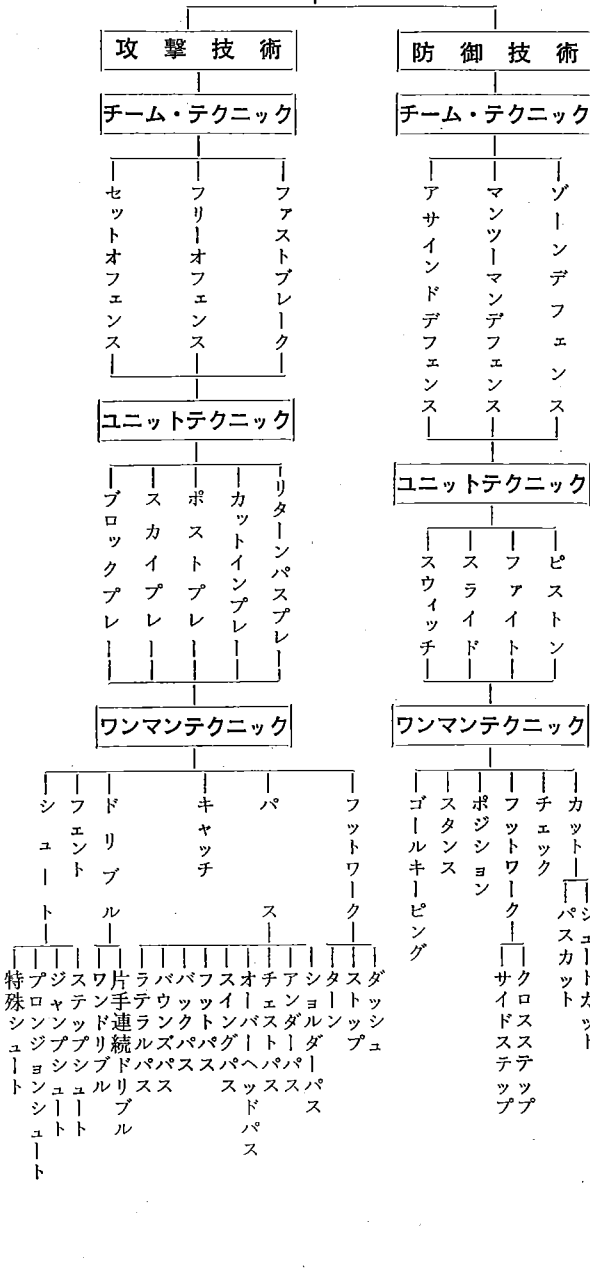 攻撃技術
防御技術
チーム・テクニック
チーム・テクニック
ファストブレーク
フリーオフェンス
セットオフェンス
ゾーンデフェンス
マンツーマンデフェンス
アサインドデフェンス
ユニットテクニック
ユニットテクニック
リターンパスプレー
カットインプレー
ポストプレー
スカイプレー
ブロックプレー
ピストン
ファイト
スライド
スウィッチ
ワンマンテクニック
ワンマンテクニック
フットワーク
パス
キャッチ
ドリブル
フェント
シュート
カット
チェック
フットワーク
ポジション
スタンス
ゴールキーピング
ダッシュ
ストップ
ターン
ショルダーパス
アンダーパス
チェストパス
オーバーヘッドパス
スイングパス
フットパス
バックパス
バウンズパス
ラテラルパス
片手連続ドリブル
ワンドリブル
ステップシュート
ジャンプシュート
プロンジョンシュート
特殊シュート
シュートカット
パスカット
クロスステップ
サイドステップ